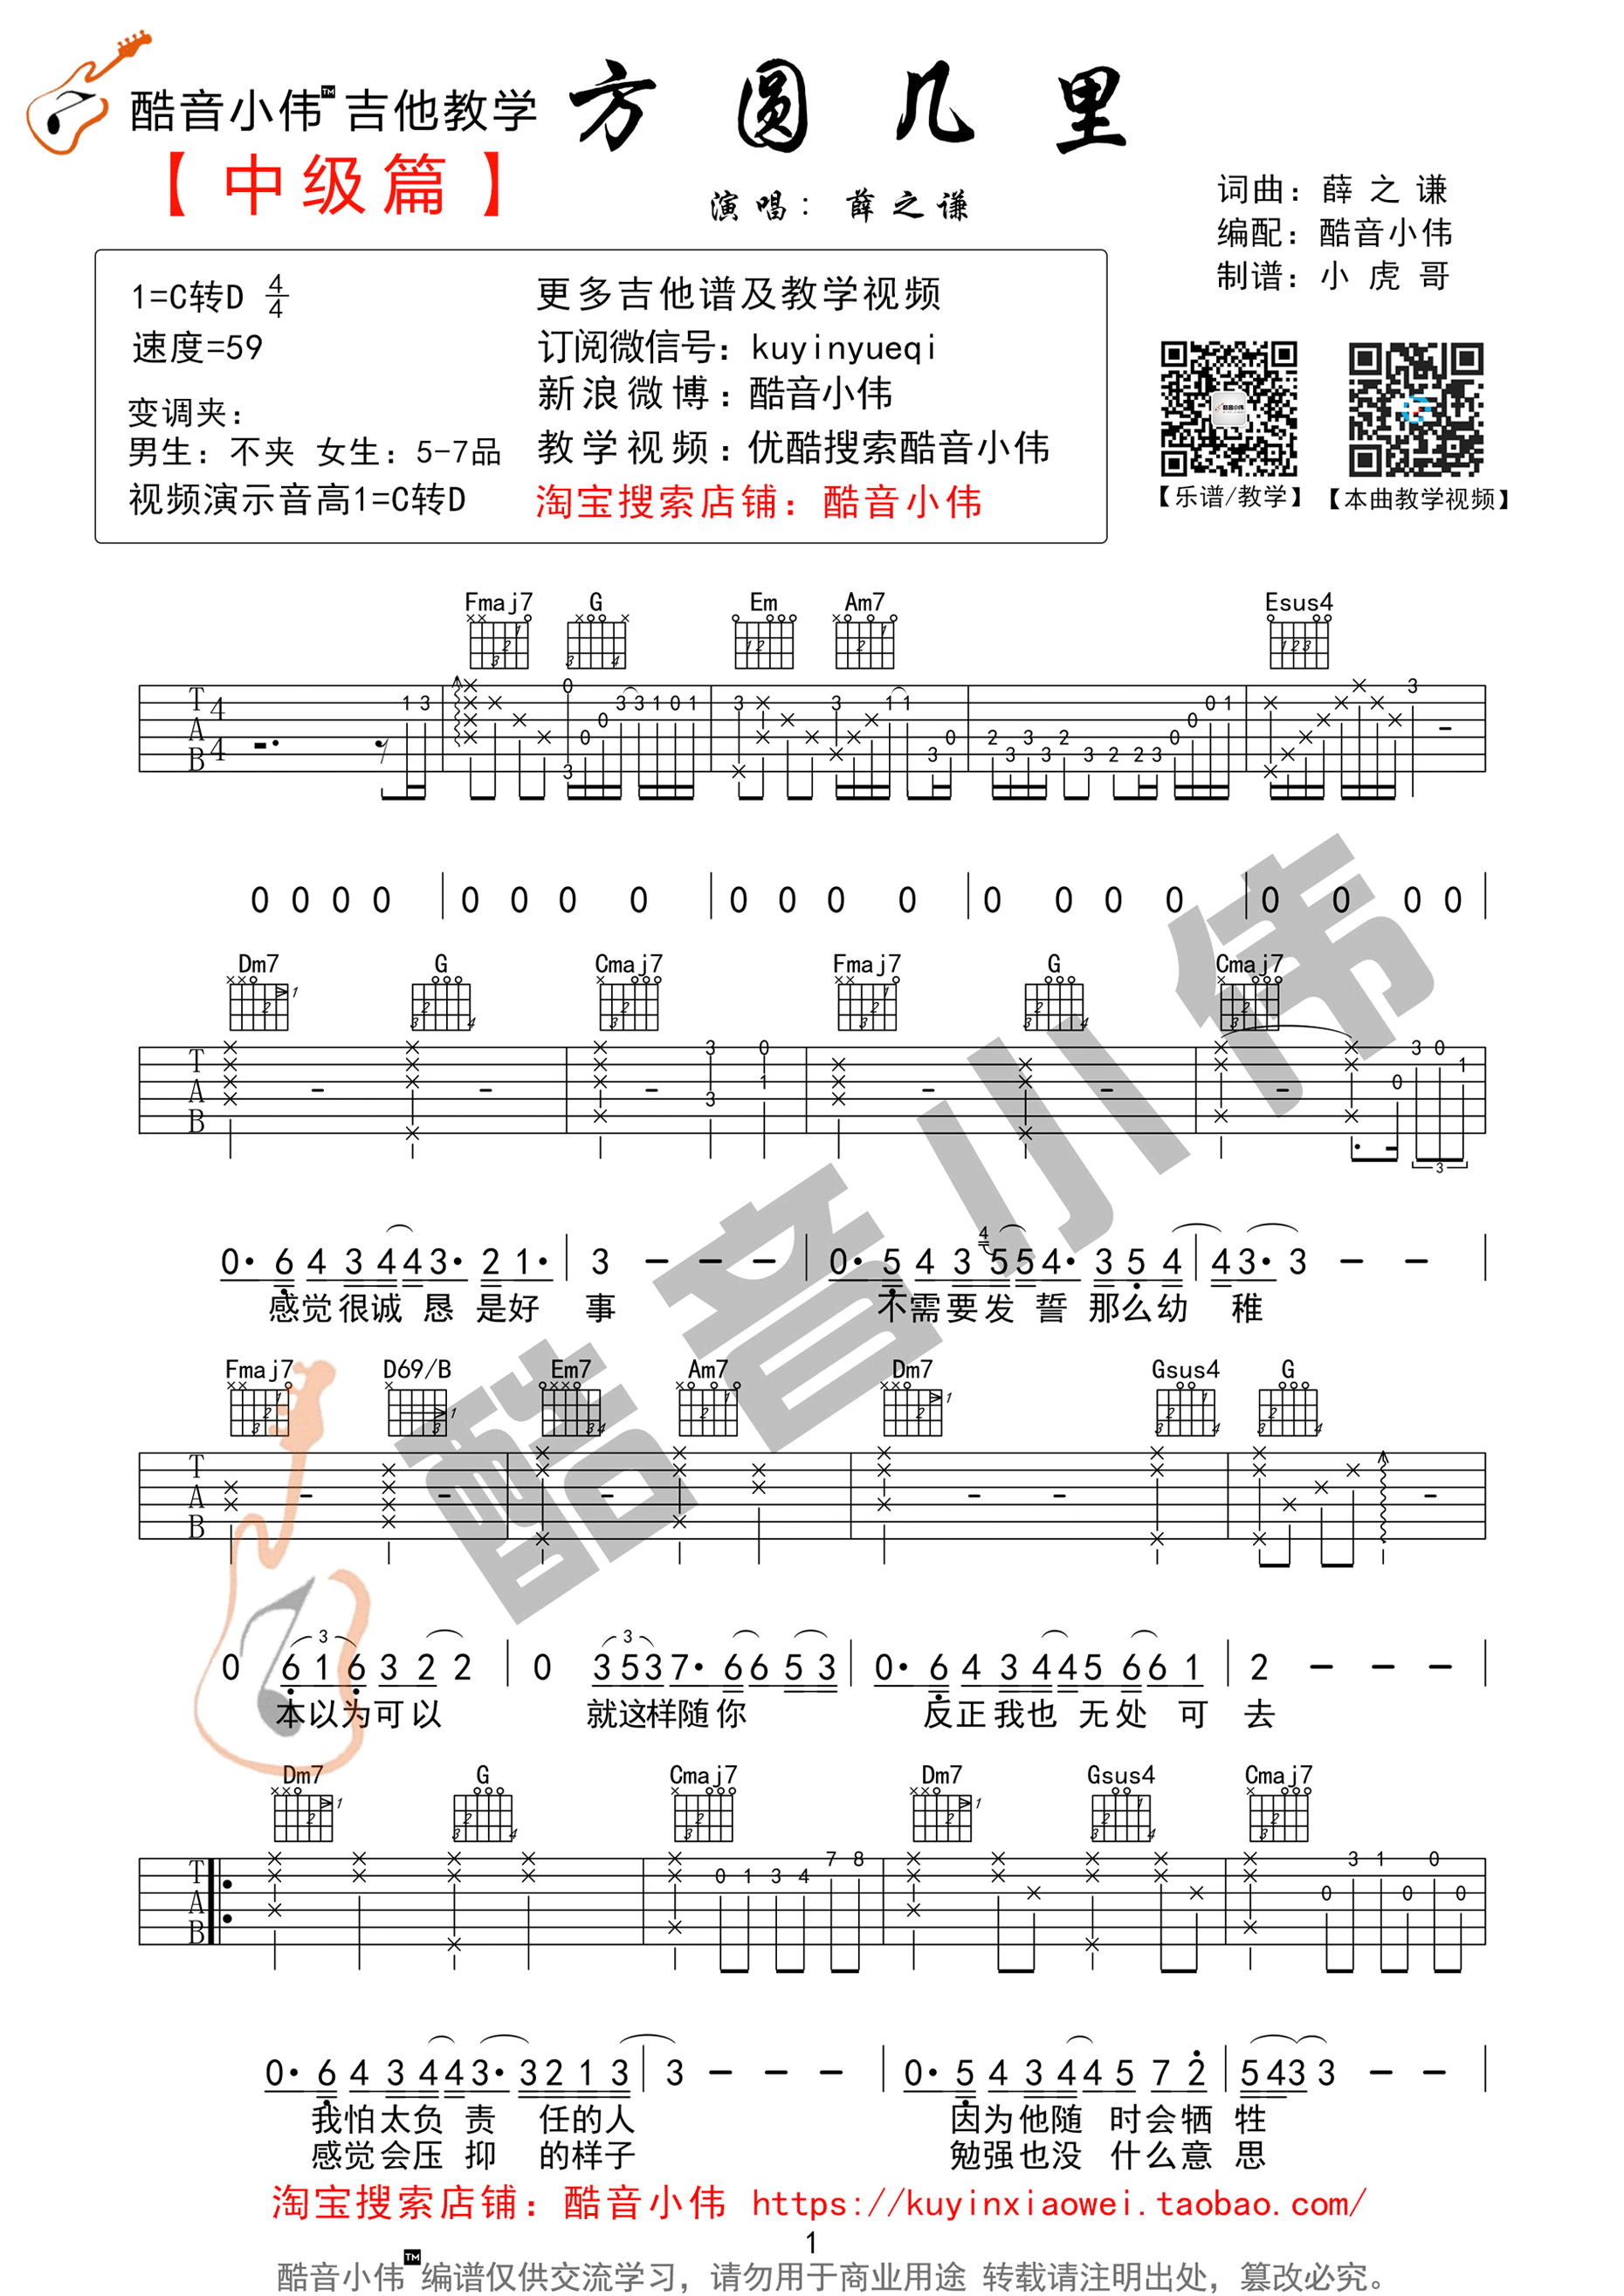 酷音小伟™吉他教学
方圆几里
【中级篇】
演唱：薛之谦
词曲：薛之谦
编配：酷音小伟
制谱：小虎哥
1=C转D 4/4
速度=59
变调夹：
男生：不夹 女生：5-7品
视频演示音高1=C转D
更多吉他谱及教学视频
订阅微信号：kuyinyueqi
新浪微博：酷音小伟
教学视频：优酷搜索酷音小伟
淘宝搜索店铺：酷音小伟
【乐谱/教学】 【本曲教学视频】
Fmaj7 G Em Am7 Esus4
T A B 4/4
0 0 0 0 | 0 0 0 0 | 0 0 0 0 | 0 0 0 0 | 0 0 0 0 |
Dm7 G Cmaj7 Fmaj7 G Cmaj7
T A B
0· 6 4 3 4 4 3· 2 1· | 3 - - - | 0· 5 4 3 5 5 4· 3 5 4 | 4 3· 3 - - |
感觉很诚 恳 是好 事 不需要发 誓 那么幼 稚
Fmaj7 D69/B Em7 Am7 Dm7 Gsus4 G
T A B
0 6 1 6 3 2 2 | 0 3 5 3 7· 6 6 5 3 | 0· 6 4 3 4 4 5 6 6 1 | 2 - - - |
本以为可以 就这样随你 反正我也 无处 可 去
Dm7 G Cmaj7 Dm7 Gsus4 Cmaj7
T A B
0· 6 4 3 4 4 3· 3 2 1 3 | 3 - - - | 0· 5 4 3 4 4 5 7 2 | 5 4 3 3 - - |
我怕太负 责 任的人 因为他随 时会牺 牲
感觉会压 抑 的样子 勉强也没 什么意 思
淘宝搜索店铺：酷音小伟 https://kuyinxiaowei.taobao.com/
1
酷音小伟™编谱仅供交流学习，请勿用于商业用途 转载请注明出处，篡改必究。
酷音小伟